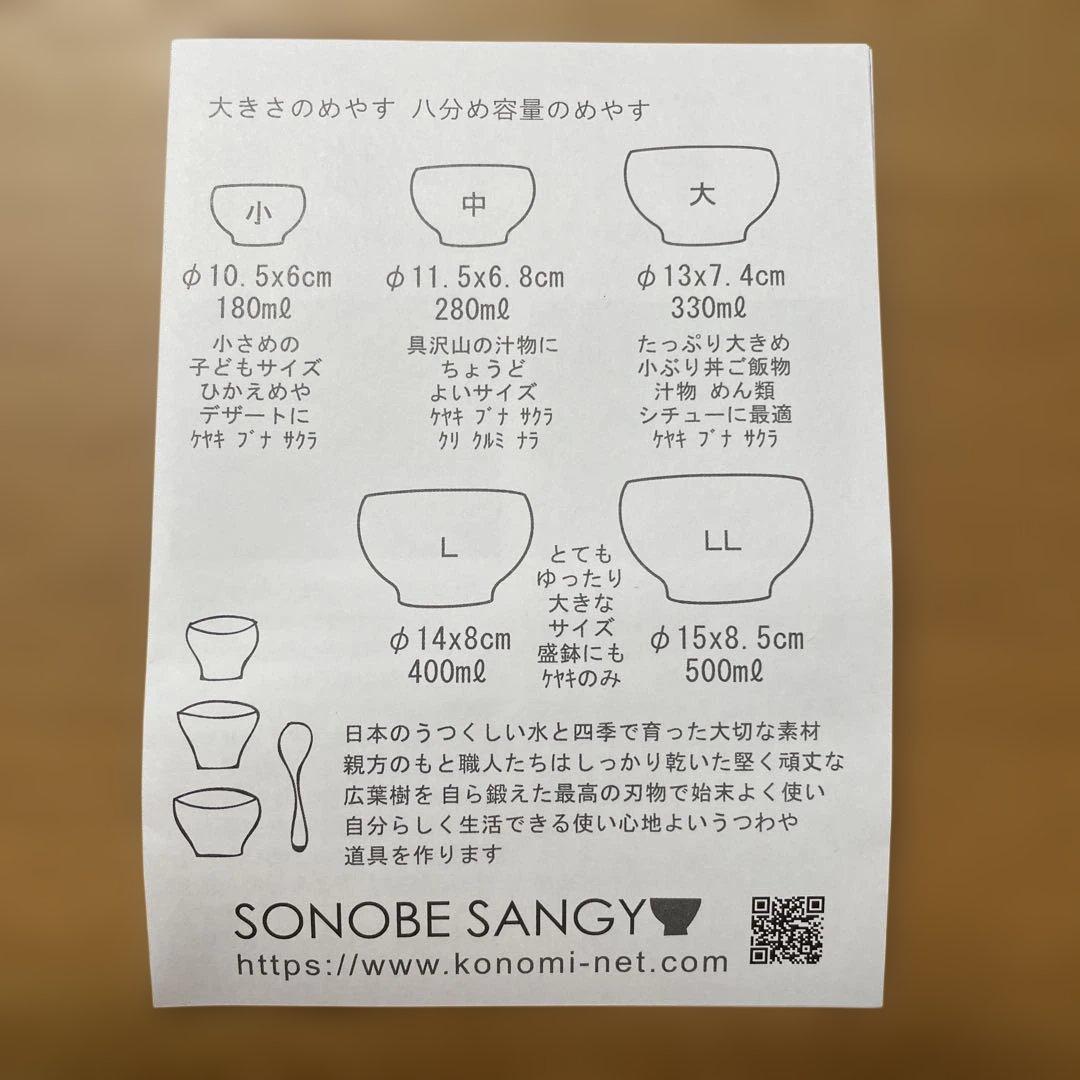 大きさのめやす 八分め容量のめやす
小
φ10.5x6cm
180mℓ
小さめの
子どもサイズ
ひかえめや
デザートに
ｹﾔｷ ﾌﾞﾅ ｻｸﾗ
中
φ11.5x6.8cm
280mℓ
具沢山の汁物に
ちょうど
よいサイズ
ｹﾔｷ ﾌﾞﾅ ｻｸﾗ
ｸﾘ ｸﾙﾐ ﾅﾗ
大
φ13x7.4cm
330mℓ
たっぷり大きめ
小ぶり丼ご飯物
汁物 めん類
シチューに最適
ｹﾔｷ ﾌﾞﾅ ｻｸﾗ
L
φ14x8cm
400mℓ
とても
ゆったり
大きな
サイズ
盛鉢にも
ｹﾔｷのみ
LL
φ15x8.5cm
500mℓ
日本のうつくしい水と四季で育った大切な素材
親方のもと職人たちはしっかり乾いた堅く頑丈な
広葉樹を 自ら鍛えた最高の刃物で始末よく使い
自分らしく生活できる使い心地よいうつわや
道具を作ります
SONOBE SANGY
https://www.konomi-net.com